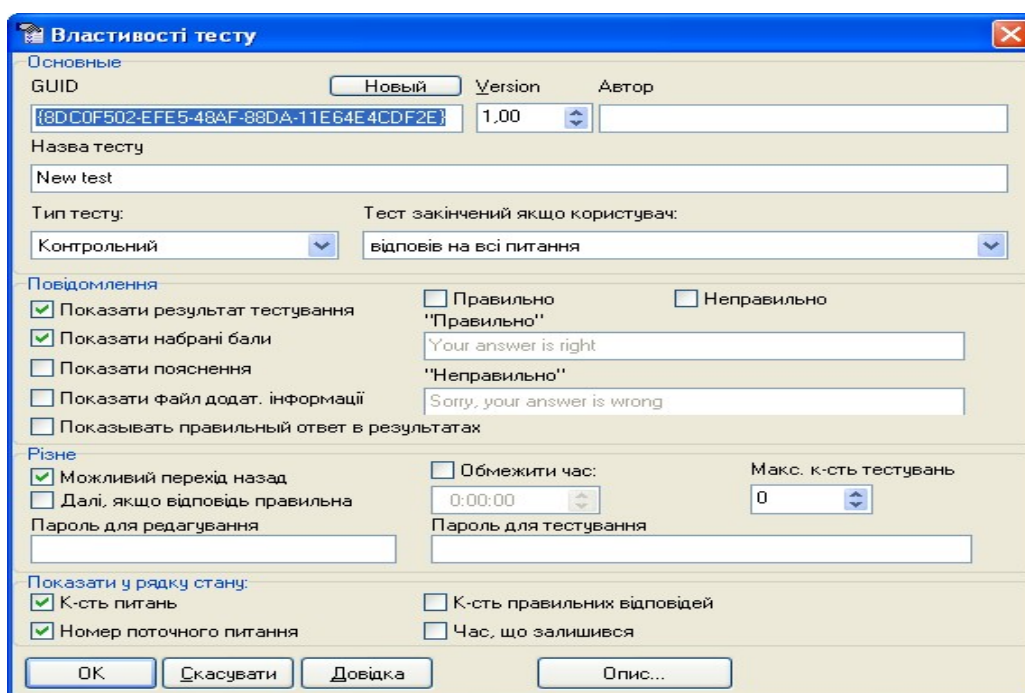 Властивості тесту
Основные
GUID Новый Version Автор
{8DC0F502-EFE5-48AF-88DA-11E64E4CDF2E} 1,00
Назва тесту
New test
Тип тесту: Тест закінчений якщо користувач:
Контрольний відповів на всі питання
Повідомлення
Показати результат тестування
Показати набрані бали
Показати пояснення
Показати файл додат. інформації
Показывать правильный ответ в результатах
Правильно Неправильно
"Правильно"
Your answer is right
"Неправильно"
Sorry, your answer is wrong
Різне
Можливий перехід назад Обмежити час: Макс. к-сть тестувань
Далі, якщо відповідь правильна 0:00:00 0
Пароль для редагування Пароль для тестування
Показати у рядку стану:
К-сть питань К-сть правильних відповідей
Номер поточного питання Час, що залишився
ОК Скасувати Довідка Опис...